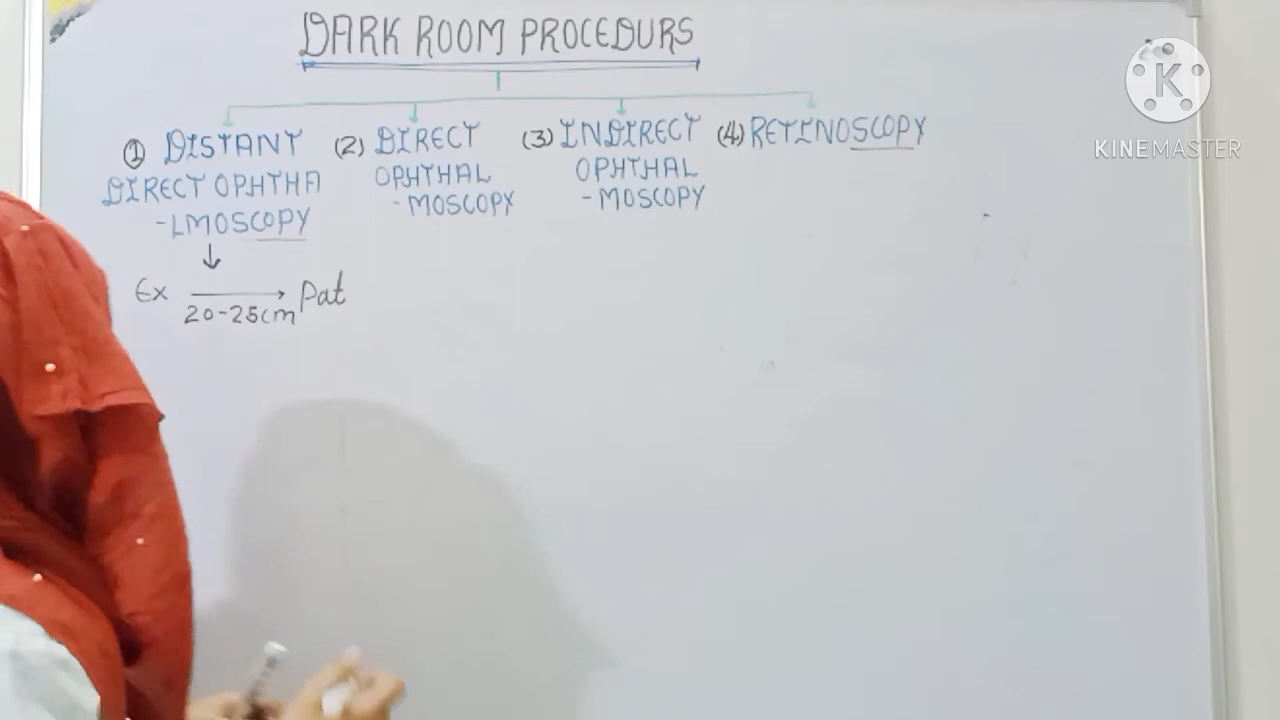 DARK ROOM PROCEDURS
① DISTANT
DIRECT OPHTHA
-LMOSCOPY
(2) DIRECT
OPHTHAL
-MOSCOPY
(3) INDIRECT
OPHTHAL
-MOSCOPY
(4) RETINOSCOPY
Ex → Pat
20-25cm
K
KINEMASTER